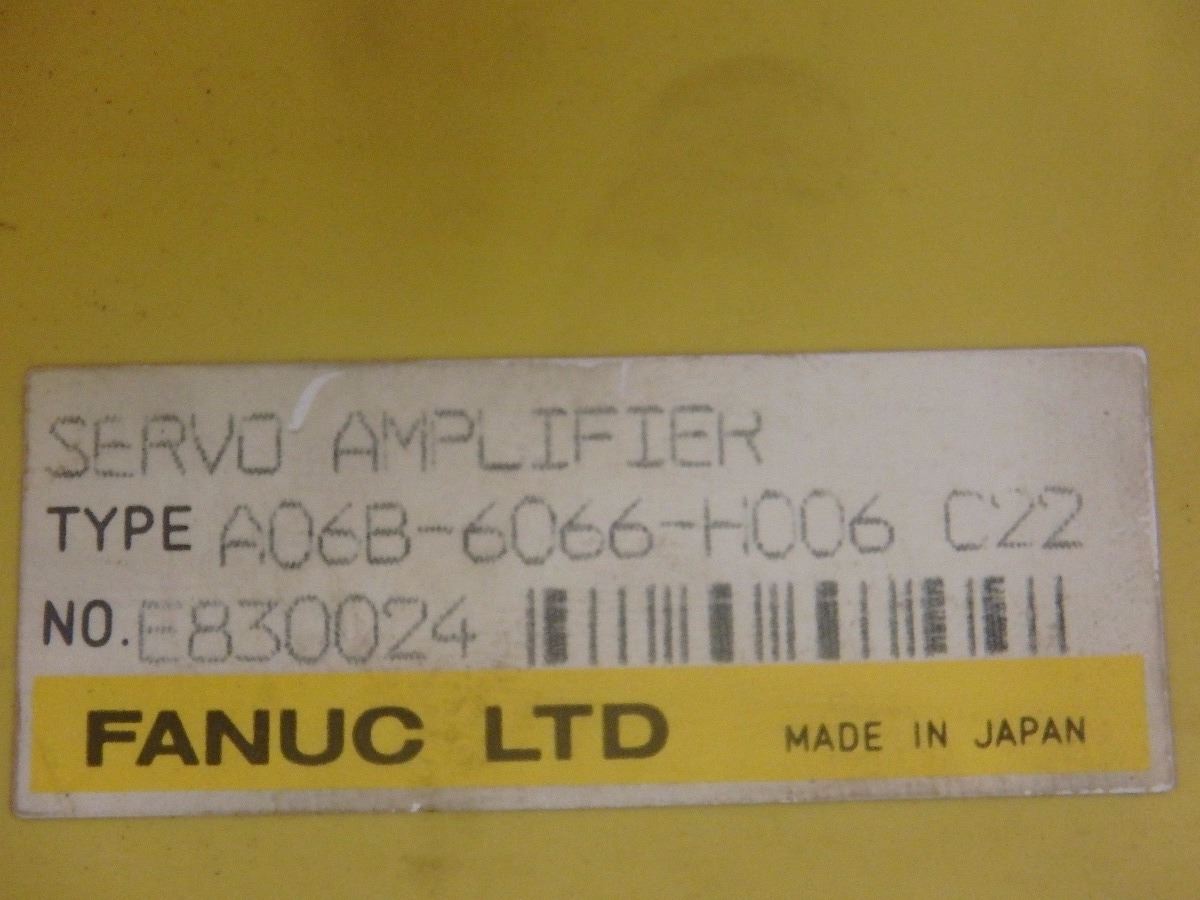 SERVO AMPLIFIER
TYPE A06B-6066-H006 C22
NO. E830024
FANUC LTD MADE IN JAPAN